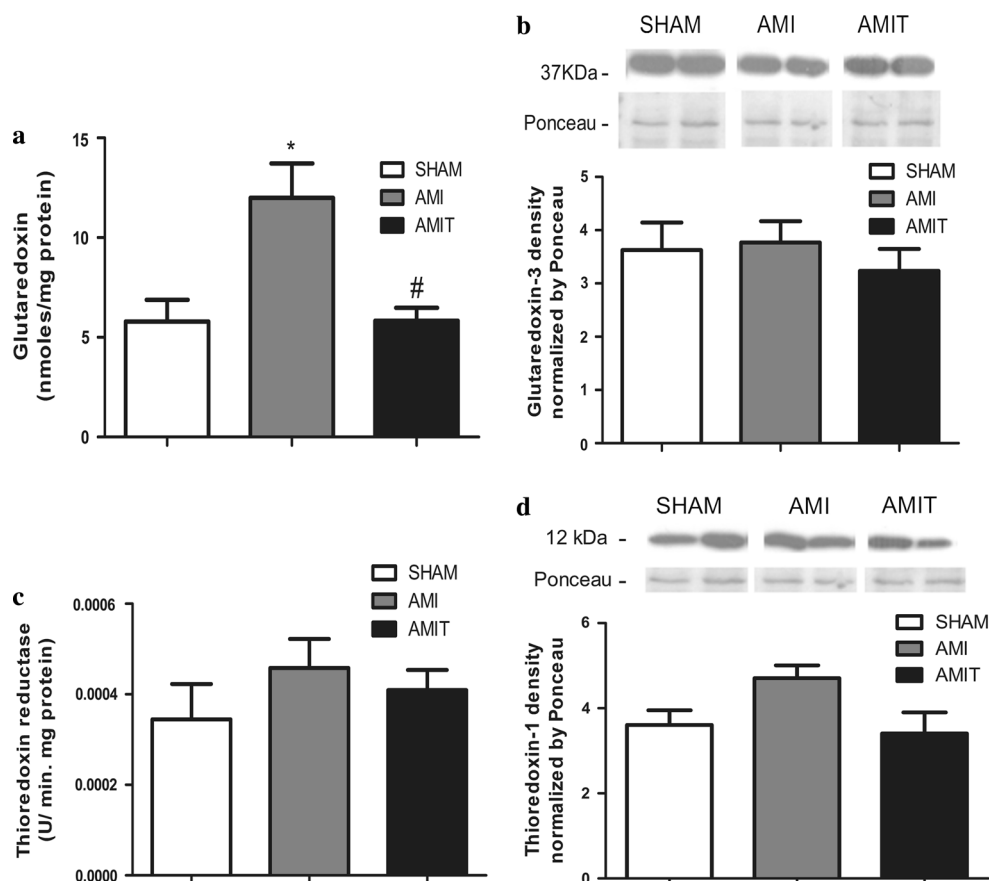 a
Glutaredoxin
(nmoles/mg protein)
15
10
5
0
*
#
SHAM
AMI
AMIT
b
SHAM AMI AMIT
37KDa -
Ponceau -
Glutaredoxin-3 density
normalized by Ponceau
5
4
3
2
1
0
SHAM
AMI
AMIT
c
Thioredoxin reductase
(U/ min. mg protein)
0.0006
0.0004
0.0002
0.0000
SHAM
AMI
AMIT
d
SHAM AMI AMIT
12 kDa -
Ponceau -
Thioredoxin-1 density
normalized by Ponceau
6
4
2
0
SHAM
AMI
AMIT